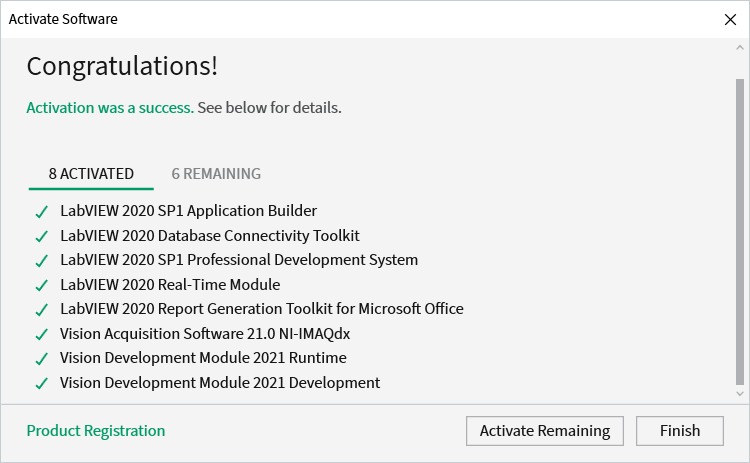 Activate Software
Congratulations!
Activation was a success. See below for details.
8 ACTIVATED 6 REMAINING
LabVIEW 2020 SP1 Application Builder
LabVIEW 2020 Database Connectivity Toolkit
LabVIEW 2020 SP1 Professional Development System
LabVIEW 2020 Real-Time Module
LabVIEW 2020 Report Generation Toolkit for Microsoft Office
Vision Acquisition Software 21.0 NI-IMAQdx
Vision Development Module 2021 Runtime
Vision Development Module 2021 Development
Product Registration Activate Remaining Finish